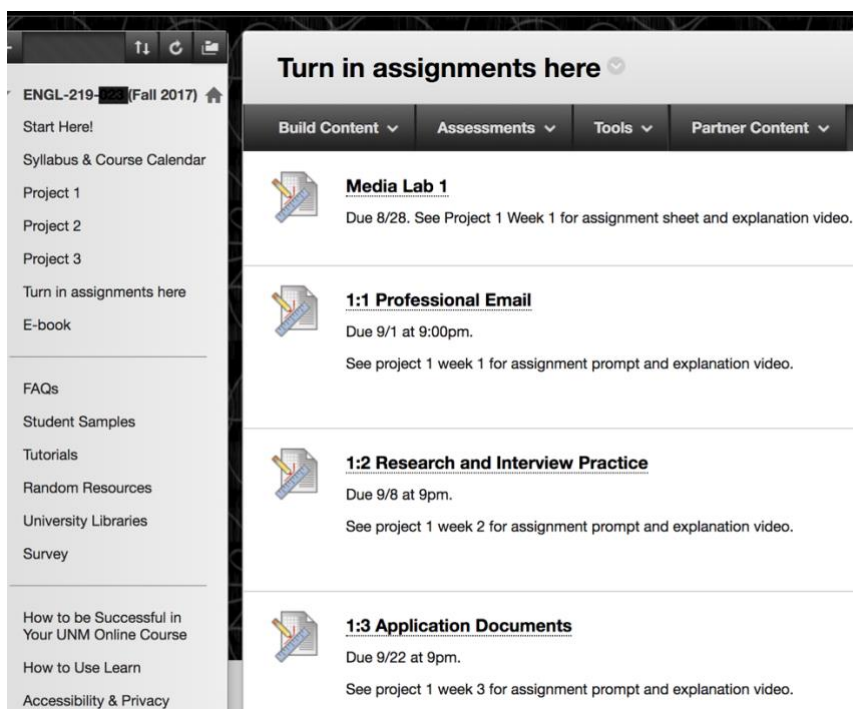 ENGL-219- (Fall 2017)
Start Here!
Syllabus & Course Calendar
Project 1
Project 2
Project 3
Turn in assignments here
E-book
FAQs
Student Samples
Tutorials
Random Resources
University Libraries
Survey
How to be Successful in
Your UNM Online Course
How to Use Learn
Accessibility & Privacy
Turn in assignments here
Build Content Assessments Tools Partner Content
Media Lab 1
Due 8/28. See Project 1 Week 1 for assignment sheet and explanation video.
1:1 Professional Email
Due 9/1 at 9:00pm.
See project 1 week 1 for assignment prompt and explanation video.
1:2 Research and Interview Practice
Due 9/8 at 9pm.
See project 1 week 2 for assignment prompt and explanation video.
1:3 Application Documents
Due 9/22 at 9pm.
See project 1 week 3 for assignment prompt and explanation video.